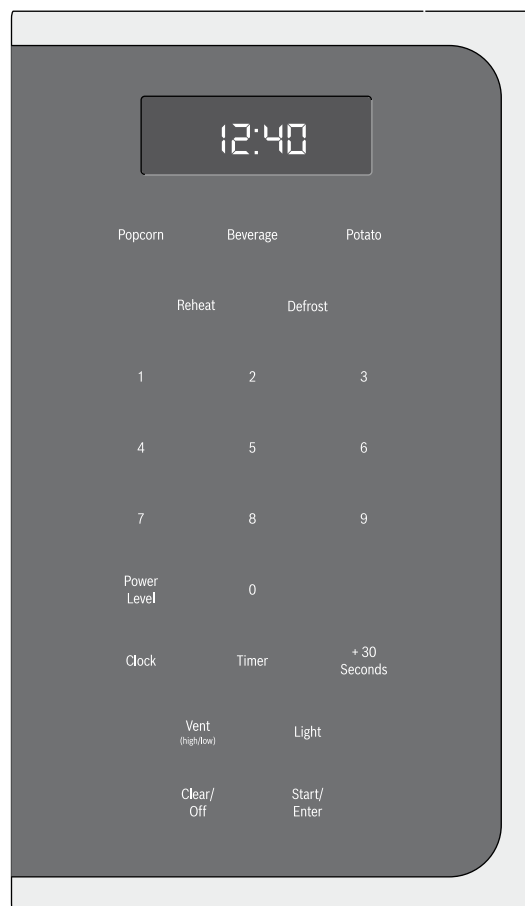 12:40
Popcorn Beverage Potato
Reheat Defrost
1 2 3
4 5 6
7 8 9
Power
Level
0
Clock Timer
+ 30
Seconds
Vent
(high/low)
Light
Clear/
Off
Start/
Enter